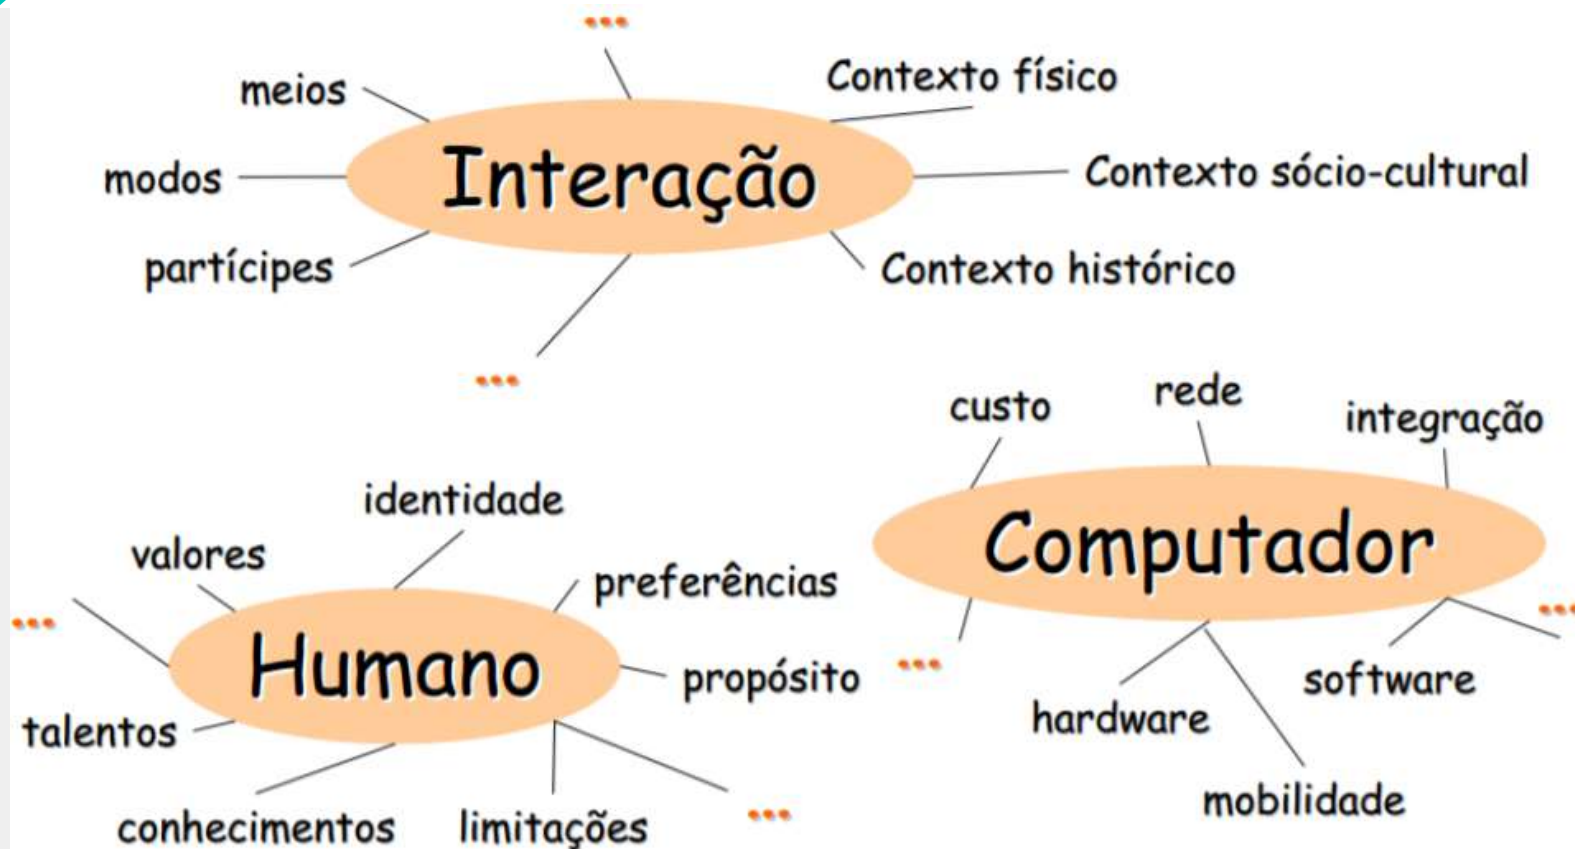 ...
meios
Contexto físico
Interação
modos
Contexto sócio-cultural
partícipes
Contexto histórico
...
custo
rede
integração
Computador
...
...
hardware
software
mobilidade
identidade
valores
preferências
...
Humano
propósito
talentos
conhecimentos
limitações
...